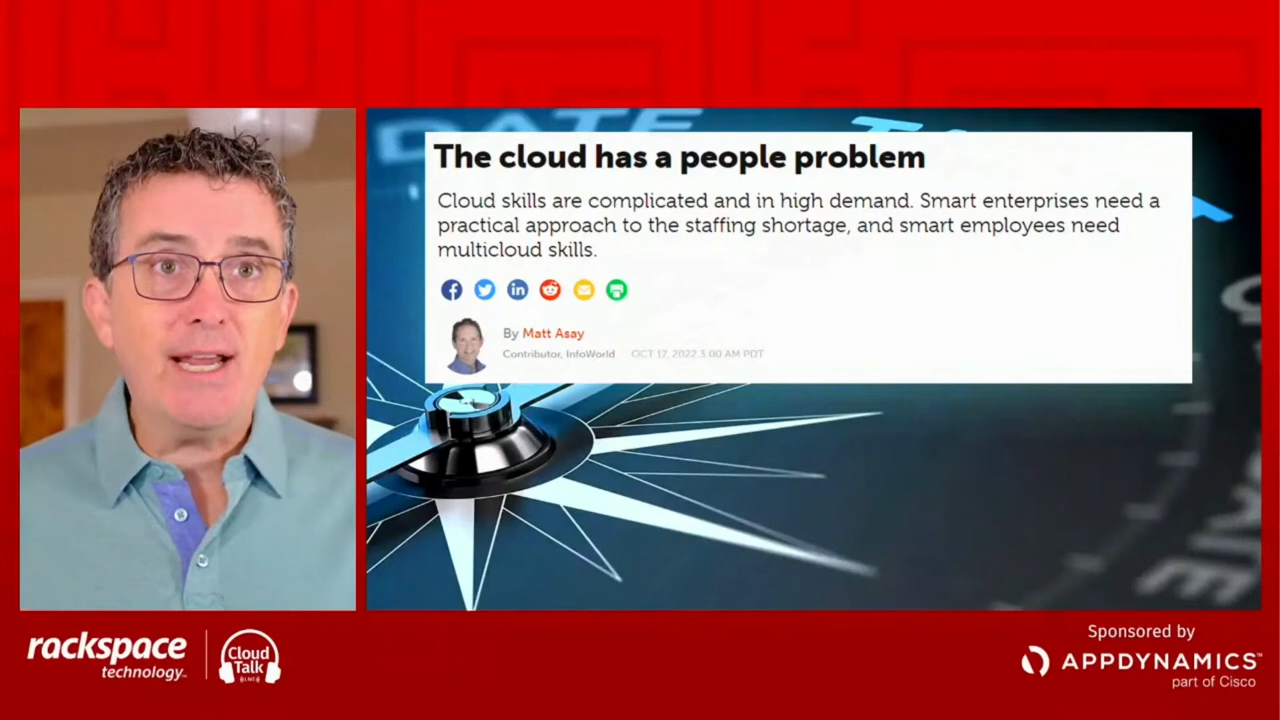 DATE
The cloud has a people problem
Cloud skills are complicated and in high demand. Smart enterprises need a
practical approach to the staffing shortage, and smart employees need
multicloud skills.
By Matt Asay
Contributor, InfoWorld OCT 17, 2022 3:00 AM PDT
rackspace
technology
Cloud
Talk
LIVE
Sponsored by
APPDYNAMICS
part of Cisco